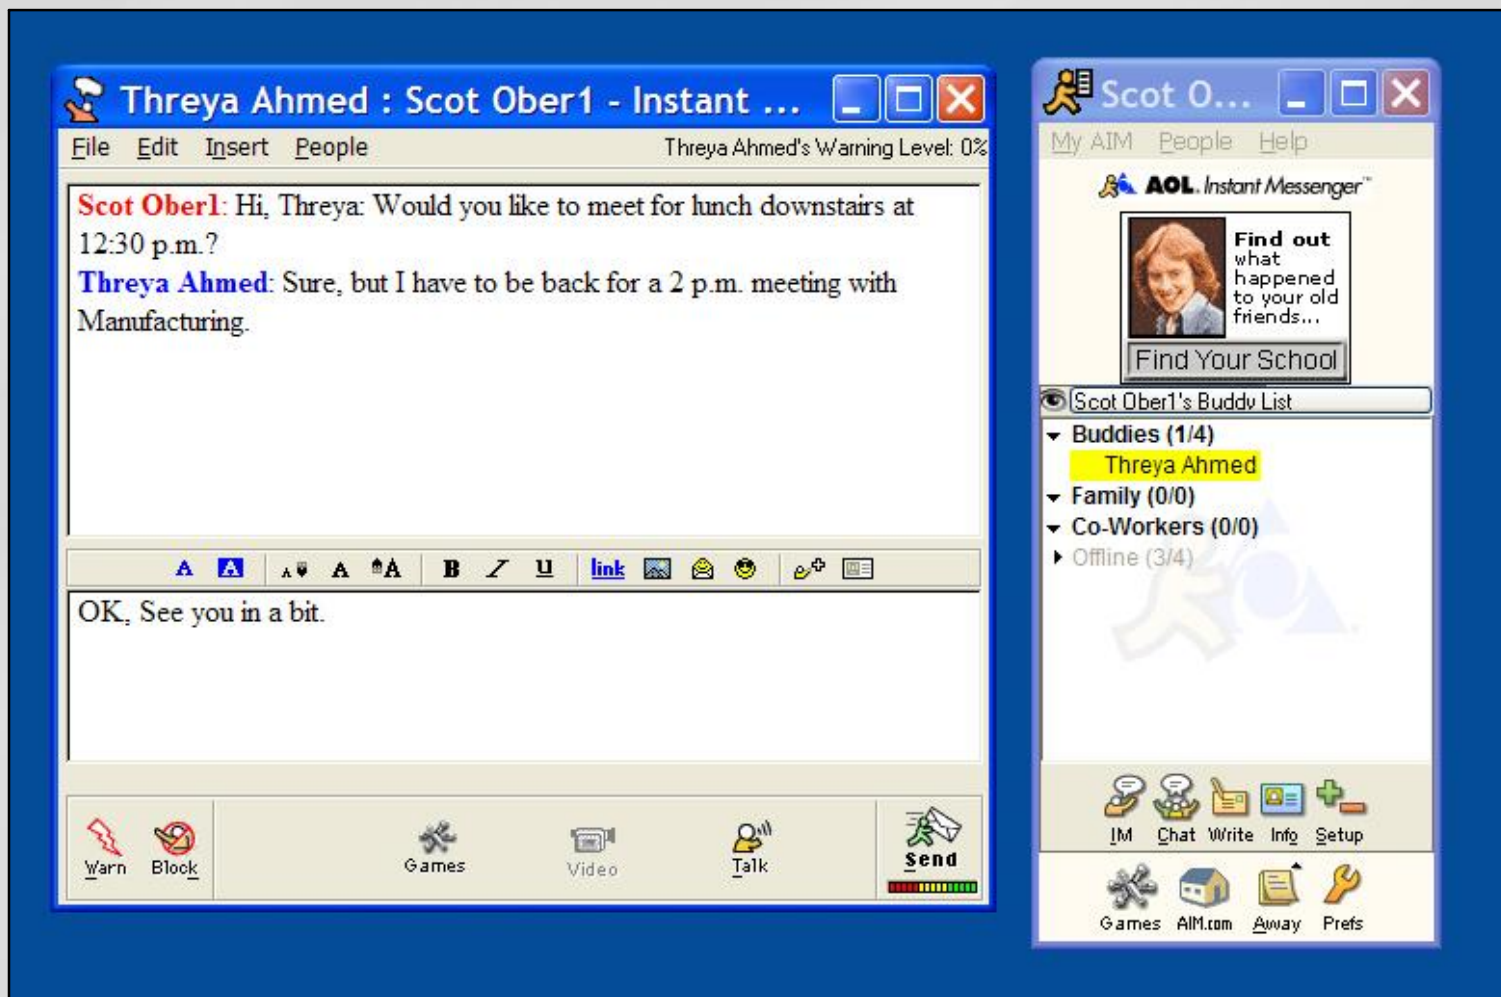 Threya Ahmed : Scot Ober1 - Instant ...
File Edit Insert People Threya Ahmed's Warning Level: 0%
Scot Ober1: Hi, Threya: Would you like to meet for lunch downstairs at
12:30 p.m.?
Threya Ahmed: Sure, but I have to be back for a 2 p.m. meeting with
Manufacturing.
A A A A A B I U link
OK, See you in a bit.
Warn Block Games Video Talk Send
Scot O...
My AIM People Help
AOL Instant Messenger™
Find out
what
happened
to your old
friends...
Find Your School
Scot Ober1's Buddy List
Buddies (1/4)
Threya Ahmed
Family (0/0)
Co-Workers (0/0)
Offline (3/4)
IM Chat Write Info Setup
Games AIM.com Away Prefs